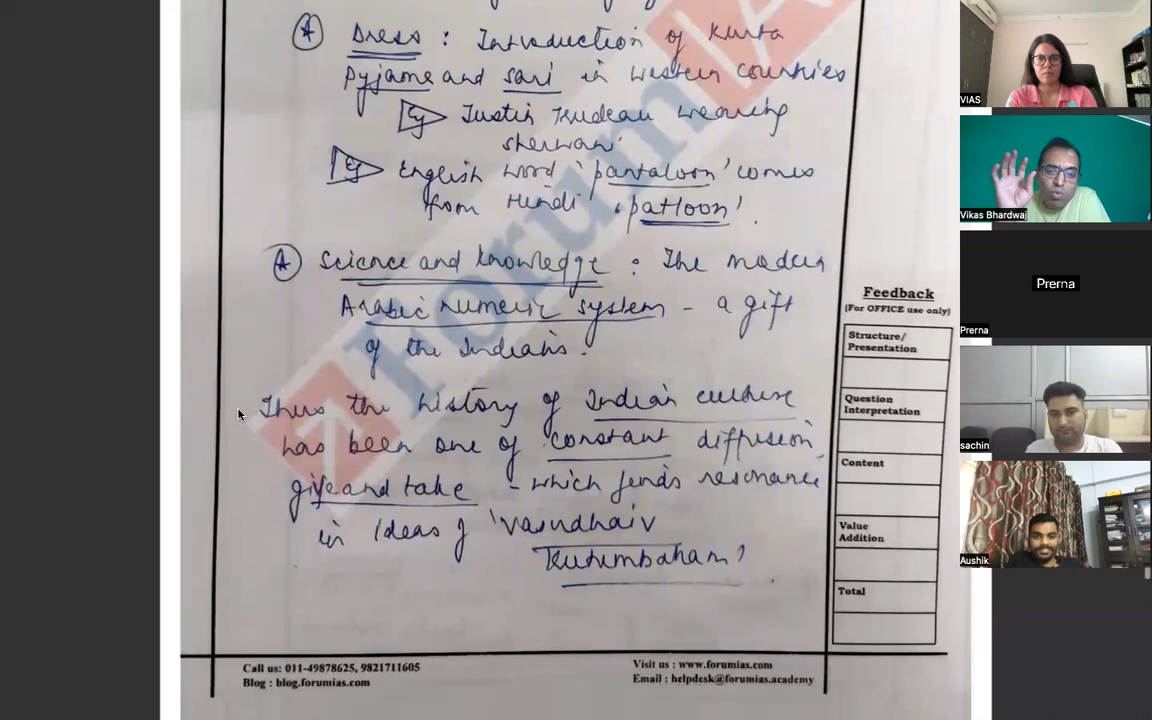 A Dress : Introduction of Kurta
pyjama and sari in western countries
Eg Justin Trudeau wearing
sherwani
Eg English word 'pantaloon' comes
from Hindi 'patloon'.
A Science and knowledge : The modern
Arabic numeric system - a gift
of the Indians.
Thus the history of Indian culture
has been one of constant diffusion,
give and take - which finds resonance
in ideas of 'Vasudhaiv
Kutumbakam'
Feedback
(For OFFICE use only)
Structure/
Presentation
Question
Interpretation
Content
Value
Addition
Total
Call us: 011-49878625, 9821711605
Blog : blog.forumias.com
Visit us : www.forumias.com
Email : helpdesk@forumias.academy
VIAS
Vikas Bhardwaj
Prerna
Prerna
sachin
Aushik